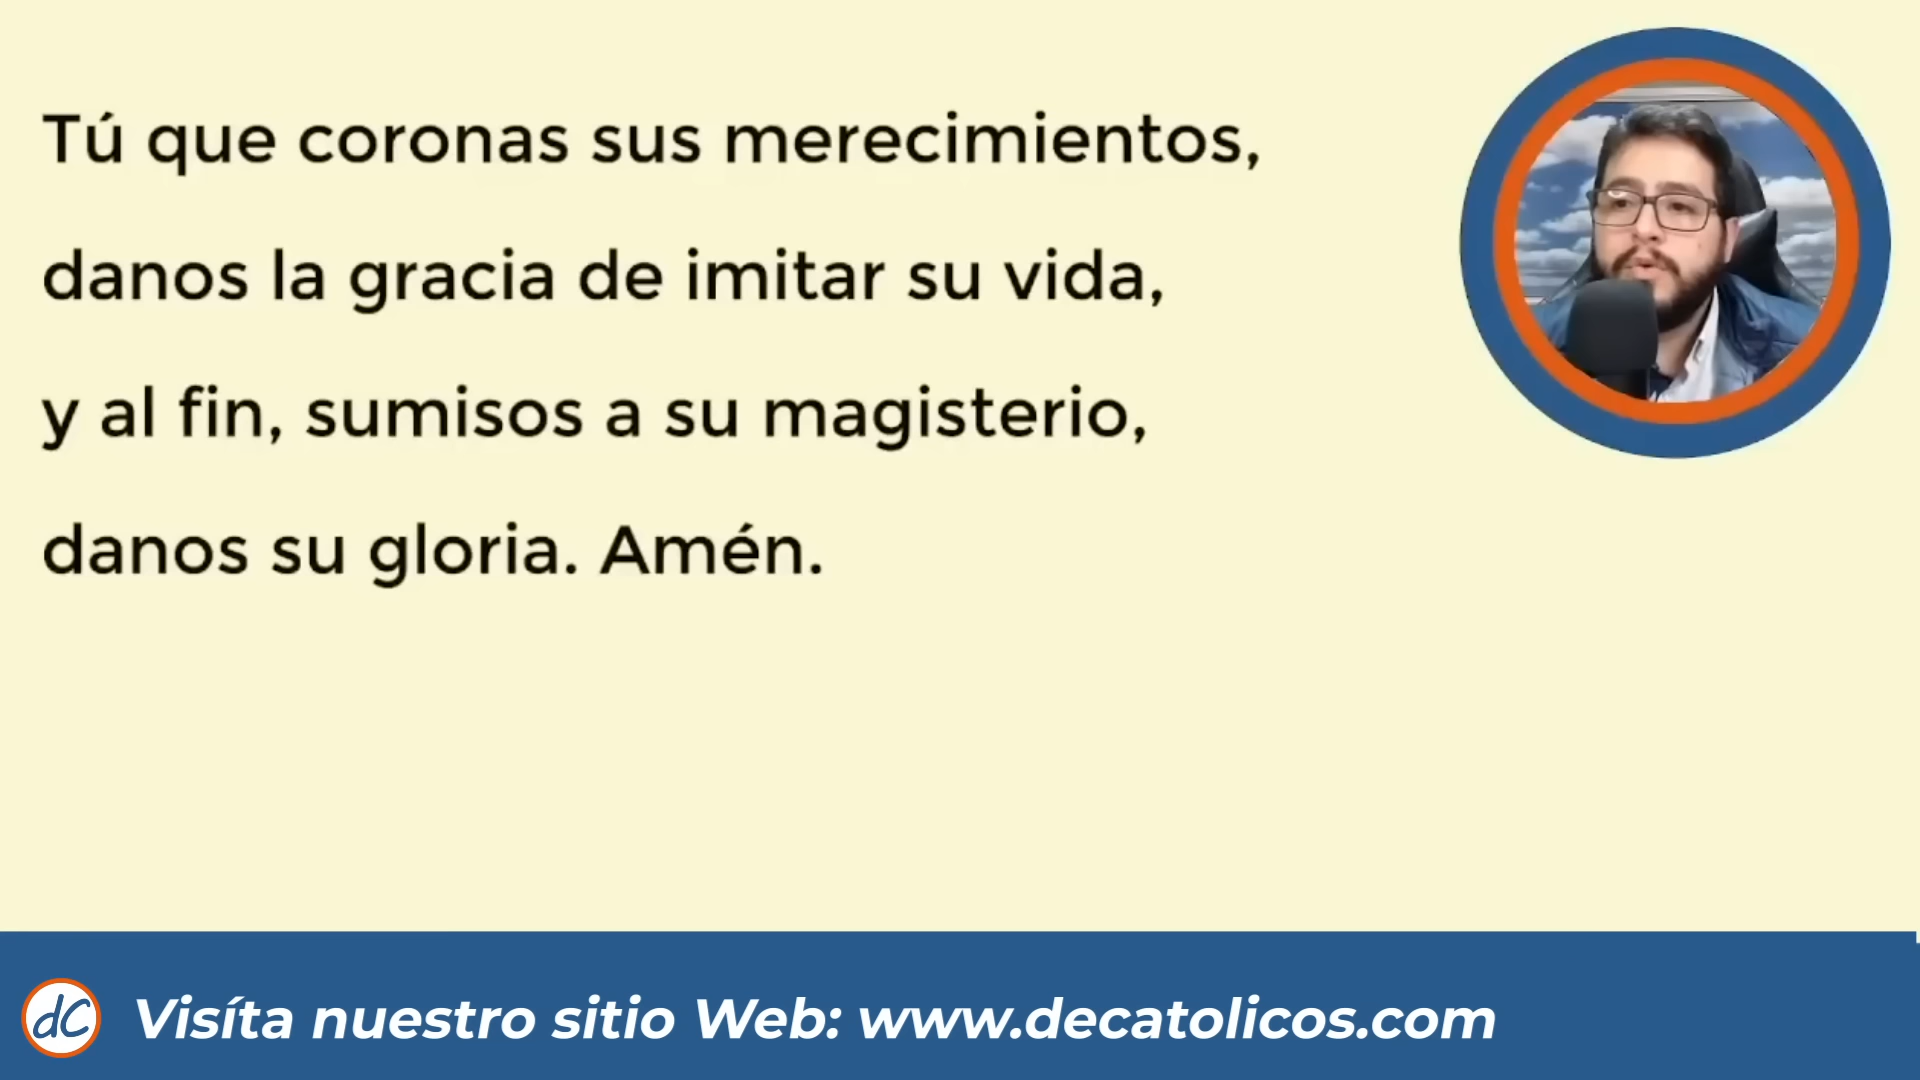 Tú que coronas sus merecimientos,
danos la gracia de imitar su vida,
y al fin, sumisos a su magisterio,
danos su gloria. Amén.
dC Visíta nuestro sitio Web: www.decatolicos.com